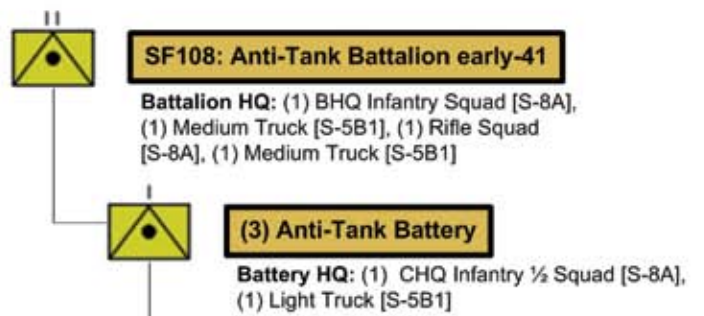 SF108: Anti-Tank Battalion early-41
Battalion HQ: (1) BHQ Infantry Squad [S-8A],
(1) Medium Truck [S-5B1], (1) Rifle Squad
[S-8A], (1) Medium Truck [S-5B1]
(3) Anti-Tank Battery
Battery HQ: (1) CHQ Infantry ½ Squad [S-8A],
(1) Light Truck [S-5B1]